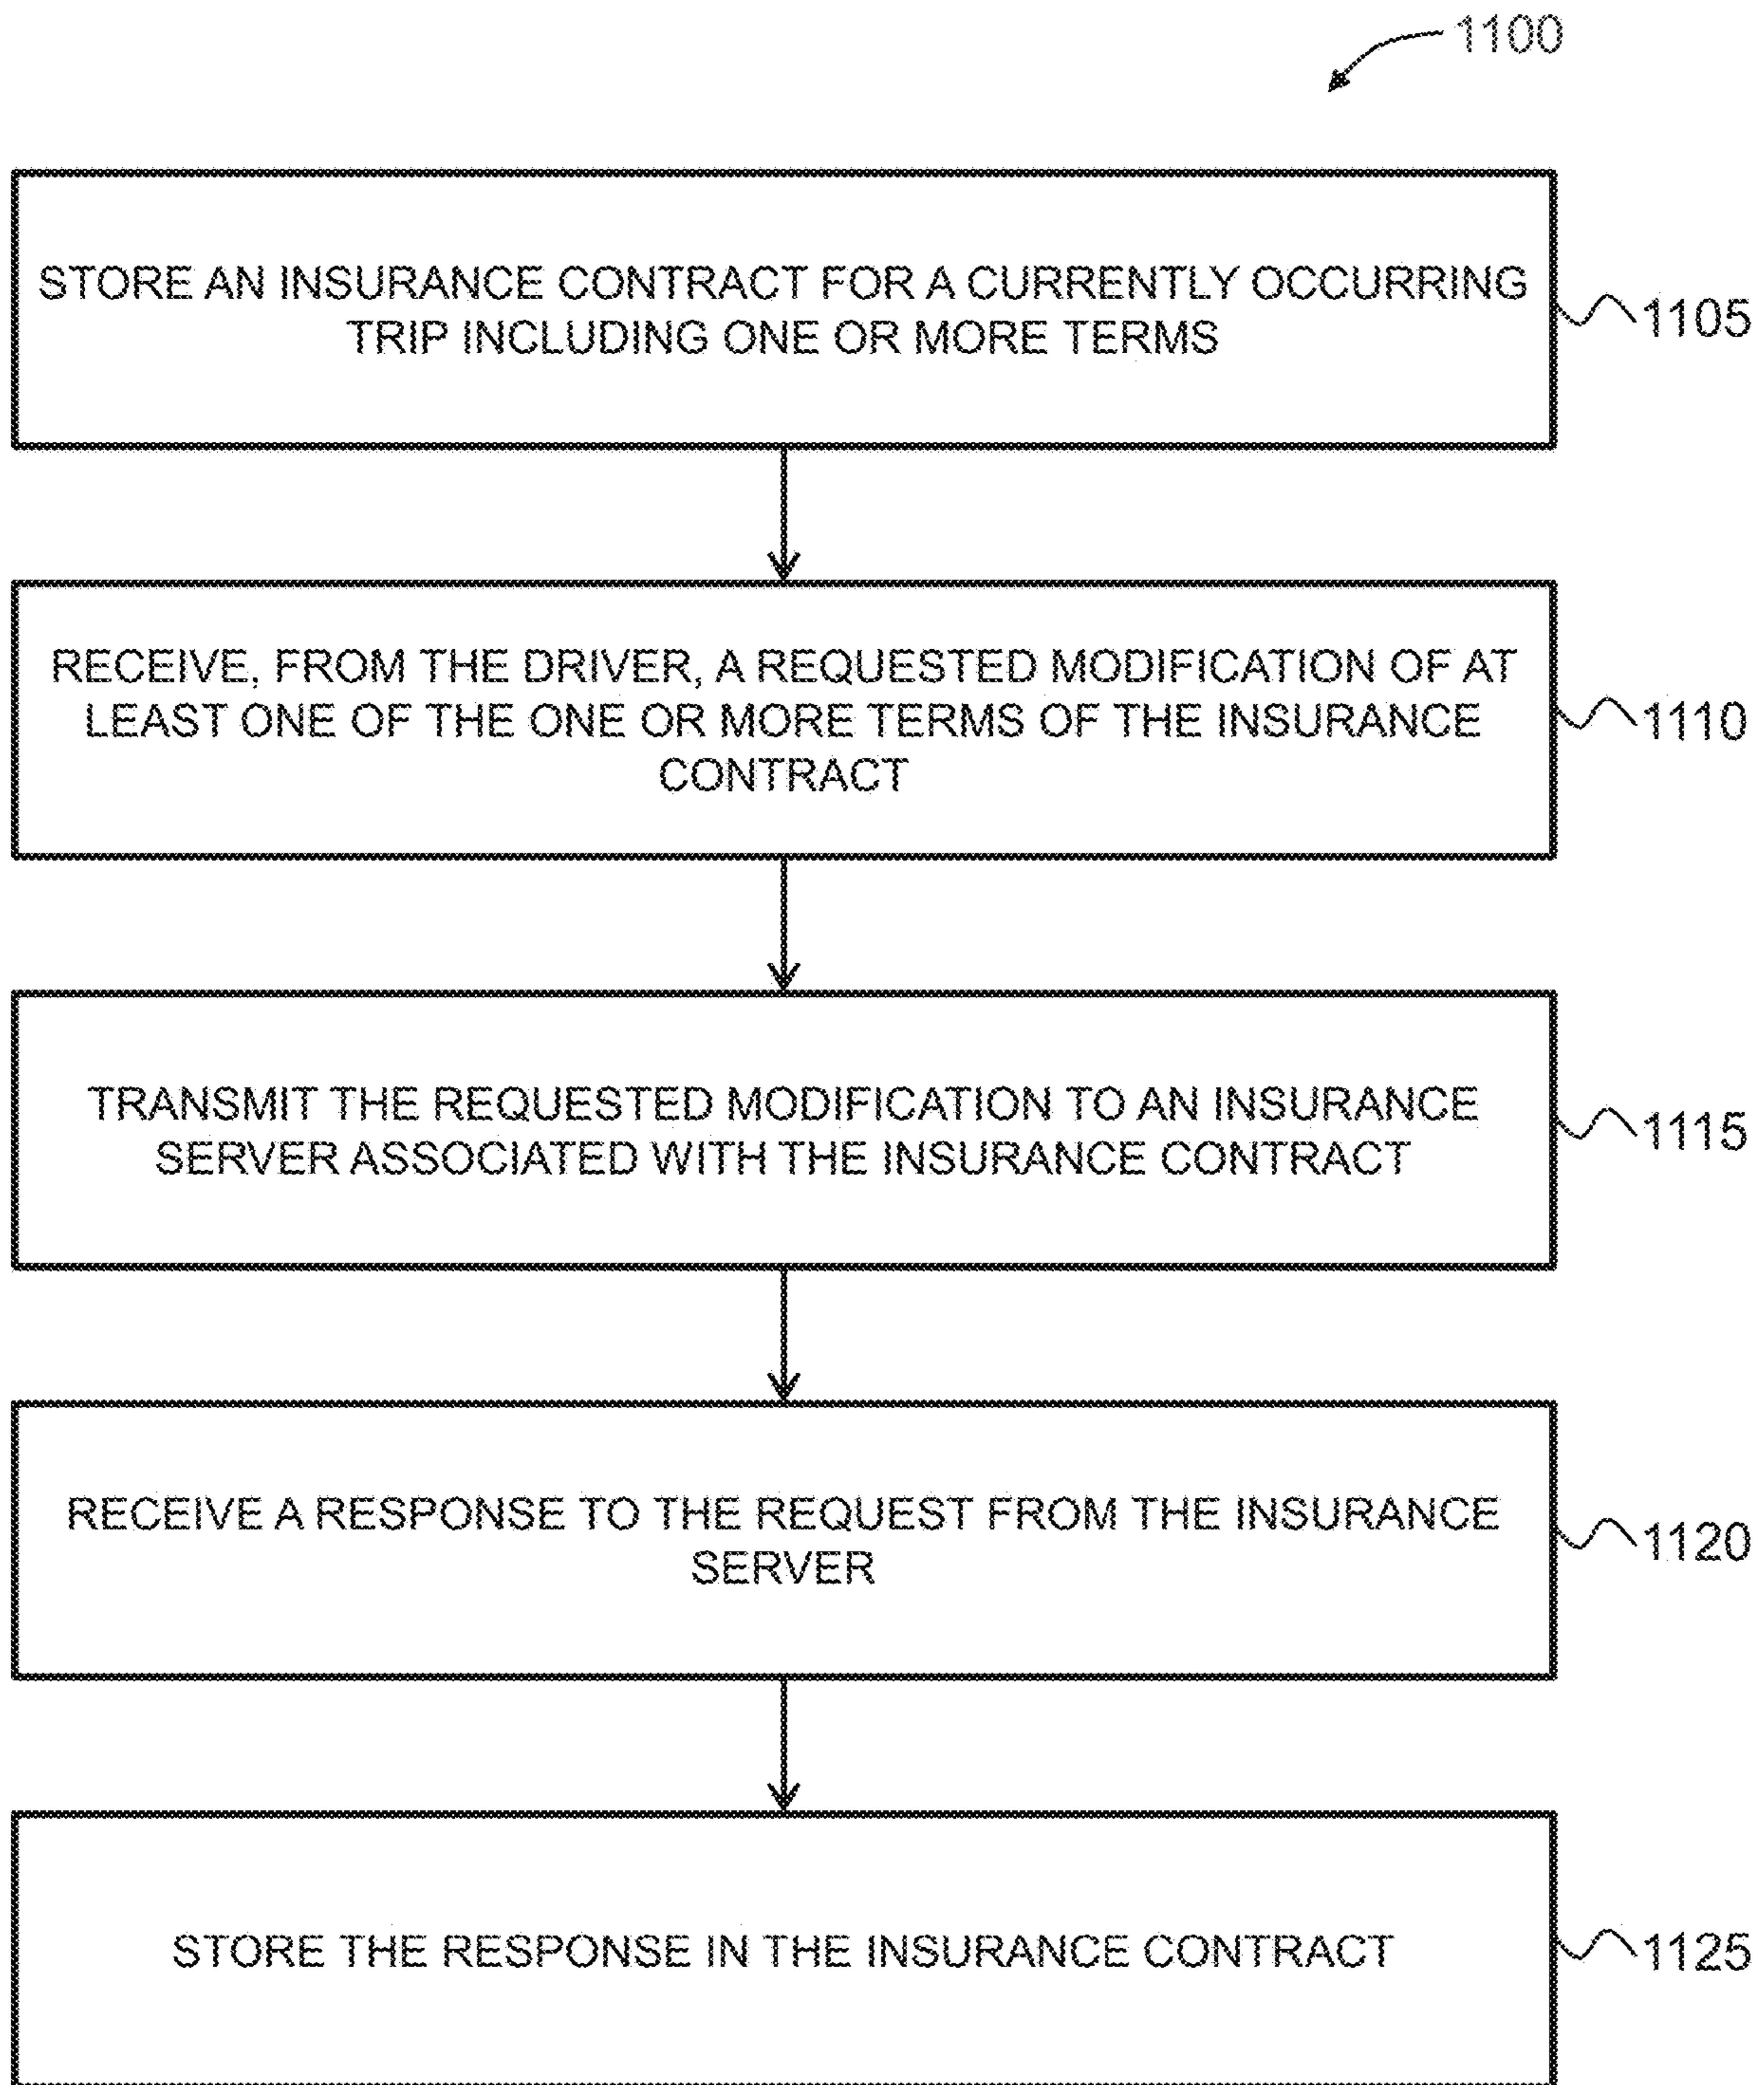 1100
STORE AN INSURANCE CONTRACT FOR A CURRENTLY OCCURRING
TRIP INCLUDING ONE OR MORE TERMS
1105
RECEIVE, FROM THE DRIVER, A REQUESTED MODIFICATION OF AT
LEAST ONE OF THE ONE OR MORE TERMS OF THE INSURANCE
CONTRACT
1110
TRANSMIT THE REQUESTED MODIFICATION TO AN INSURANCE
SERVER ASSOCIATED WITH THE INSURANCE CONTRACT
1115
RECEIVE A RESPONSE TO THE REQUEST FROM THE INSURANCE
SERVER
1120
STORE THE RESPONSE IN THE INSURANCE CONTRACT
1125